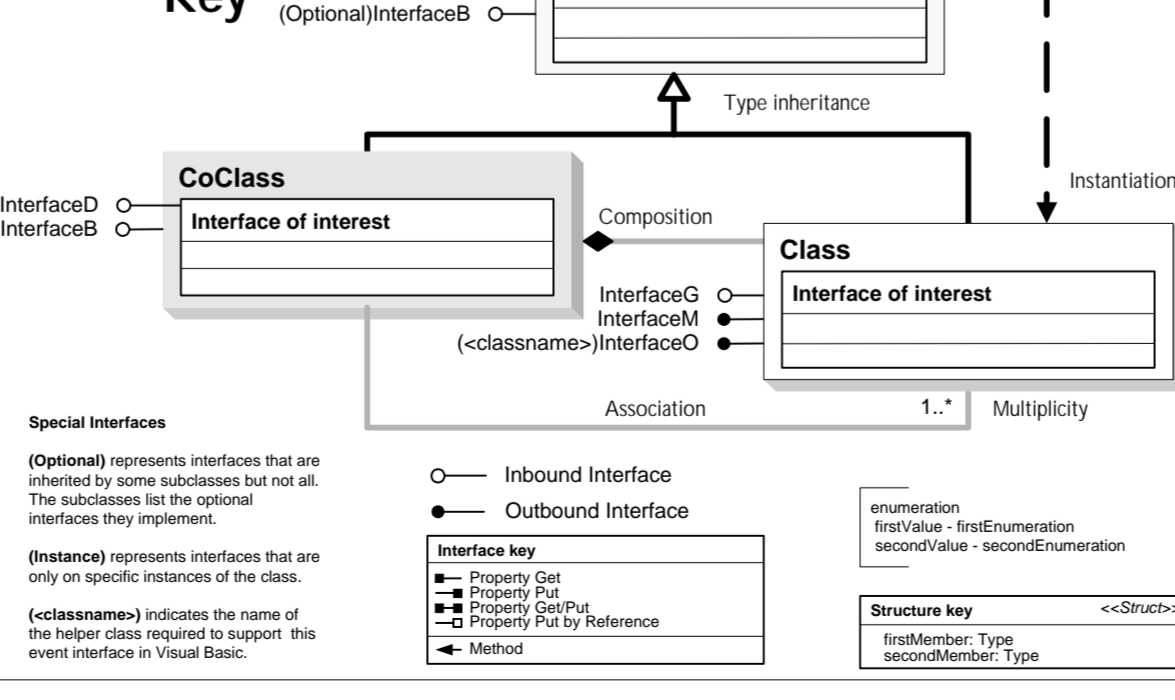 Key
(Optional)InterfaceB
Type inheritance
CoClass
Instantiation
InterfaceD
InterfaceB
Interface of interest
Composition
Class
InterfaceG
InterfaceM
(<classname>)InterfaceO
Interface of interest
Association
1..*
Multiplicity
Special Interfaces
(Optional) represents interfaces that are
inherited by some subclasses but not all.
The subclasses list the optional
interfaces they implement.
(Instance) represents interfaces that are
only on specific instances of the class.
(<classname>) indicates the name of
the helper class required to support this
event interface in Visual Basic.
Inbound Interface
Outbound Interface
Interface key
Property Get
Property Put
Property Get/Put
Property Put by Reference
Method
enumeration
firstValue - firstEnumeration
secondValue - secondEnumeration
Structure key <<Struct>>
firstMember: Type
secondMember: Type